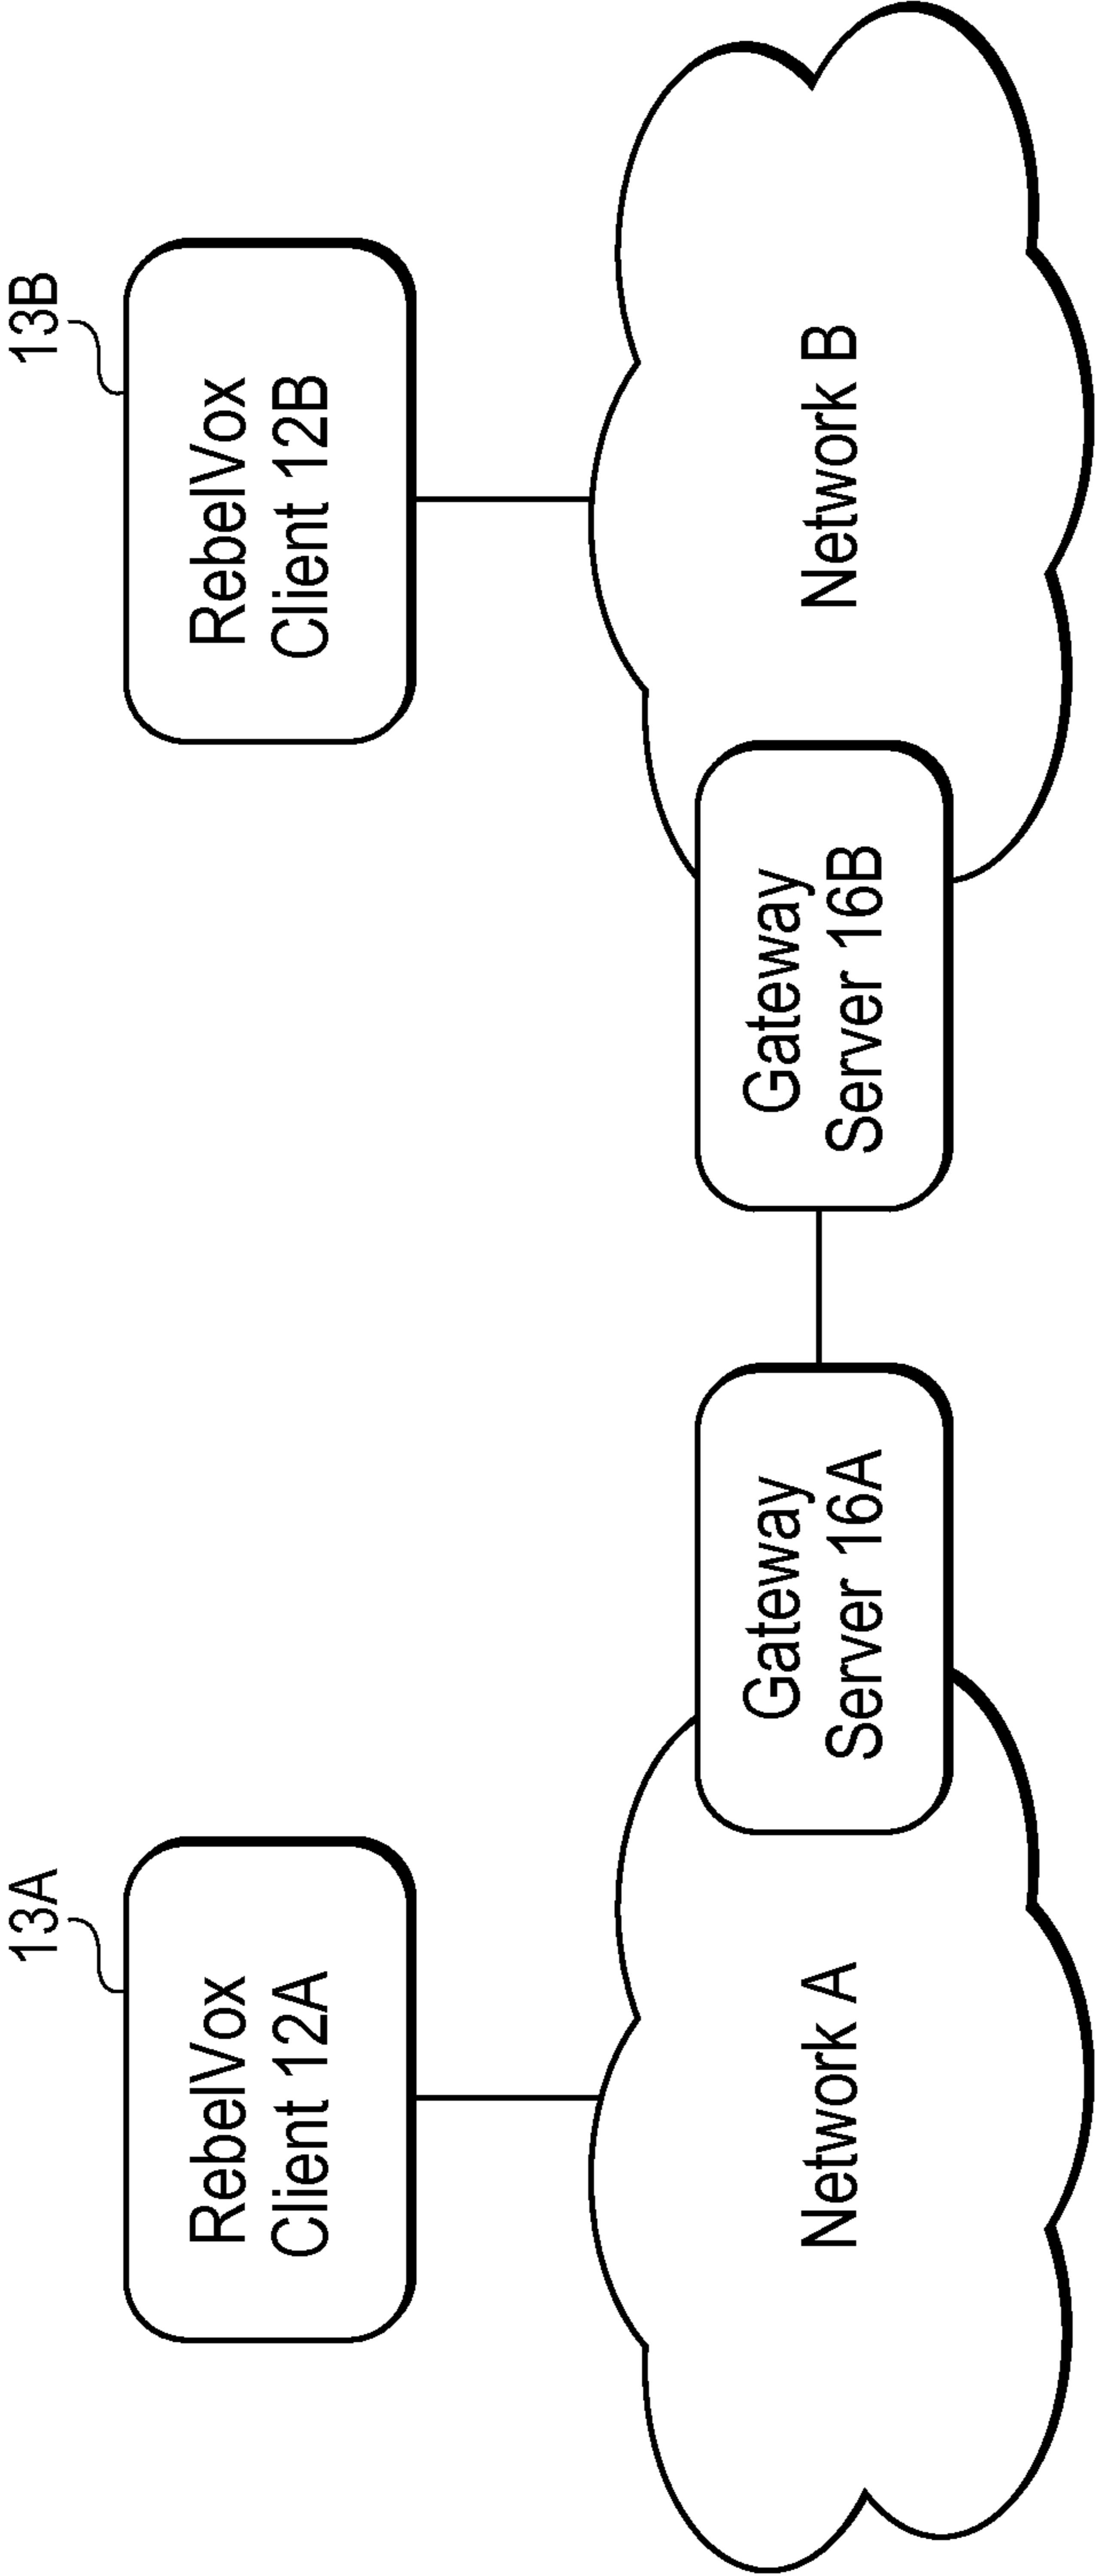 13A
RebelVox
Client 12A
13B
RebelVox
Client 12B
Network A
Gateway
Server 16A
Gateway
Server 16B
Network B